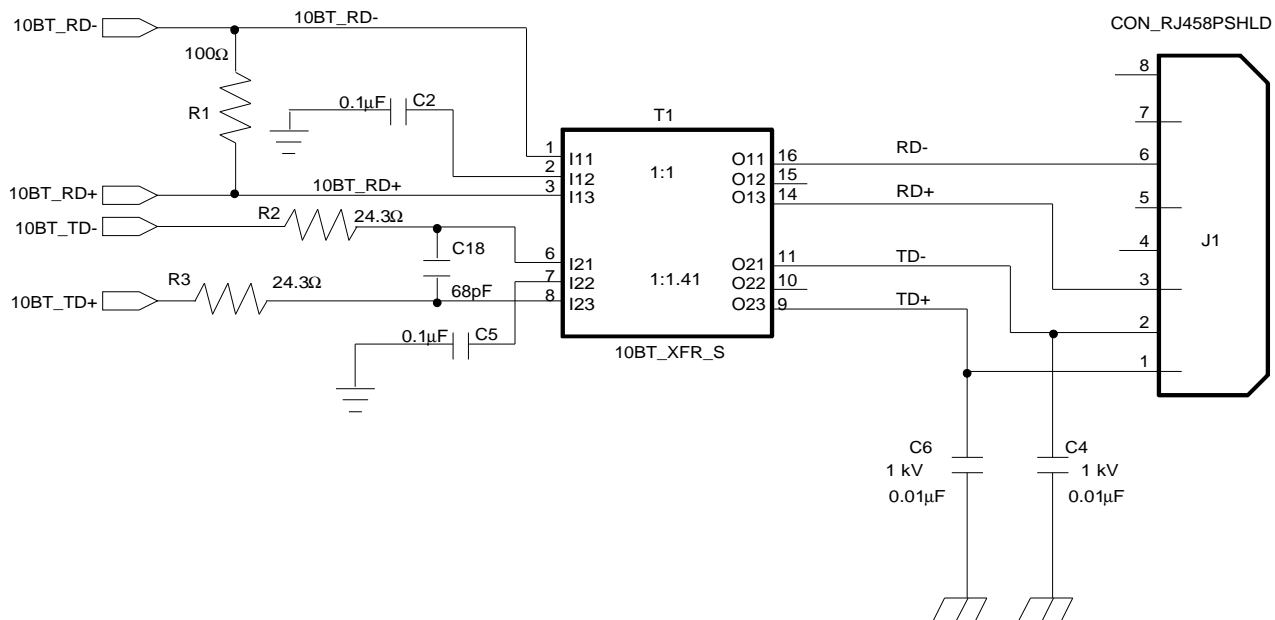 CON_RJ458PSHLD
10BT_RD-
10BT_RD-
100Ω
R1
0.1μF
C2
T1
8
7
6
5
4
3
2
1
J1
10BT_RD+
10BT_RD+
10BT_TD-
R2
24.3Ω
C18
68pF
10BT_TD+
R3
24.3Ω
0.1μF
C5
1
2
3
6
7
8
I11
I12
I13
I21
I22
I23
1:1
1:1.41
O11
O12
O13
O21
O22
O23
16
15
14
11
10
9
10BT_XFR_S
RD-
RD+
TD-
TD+
C6
1 kV
0.01μF
C4
1 kV
0.01μF